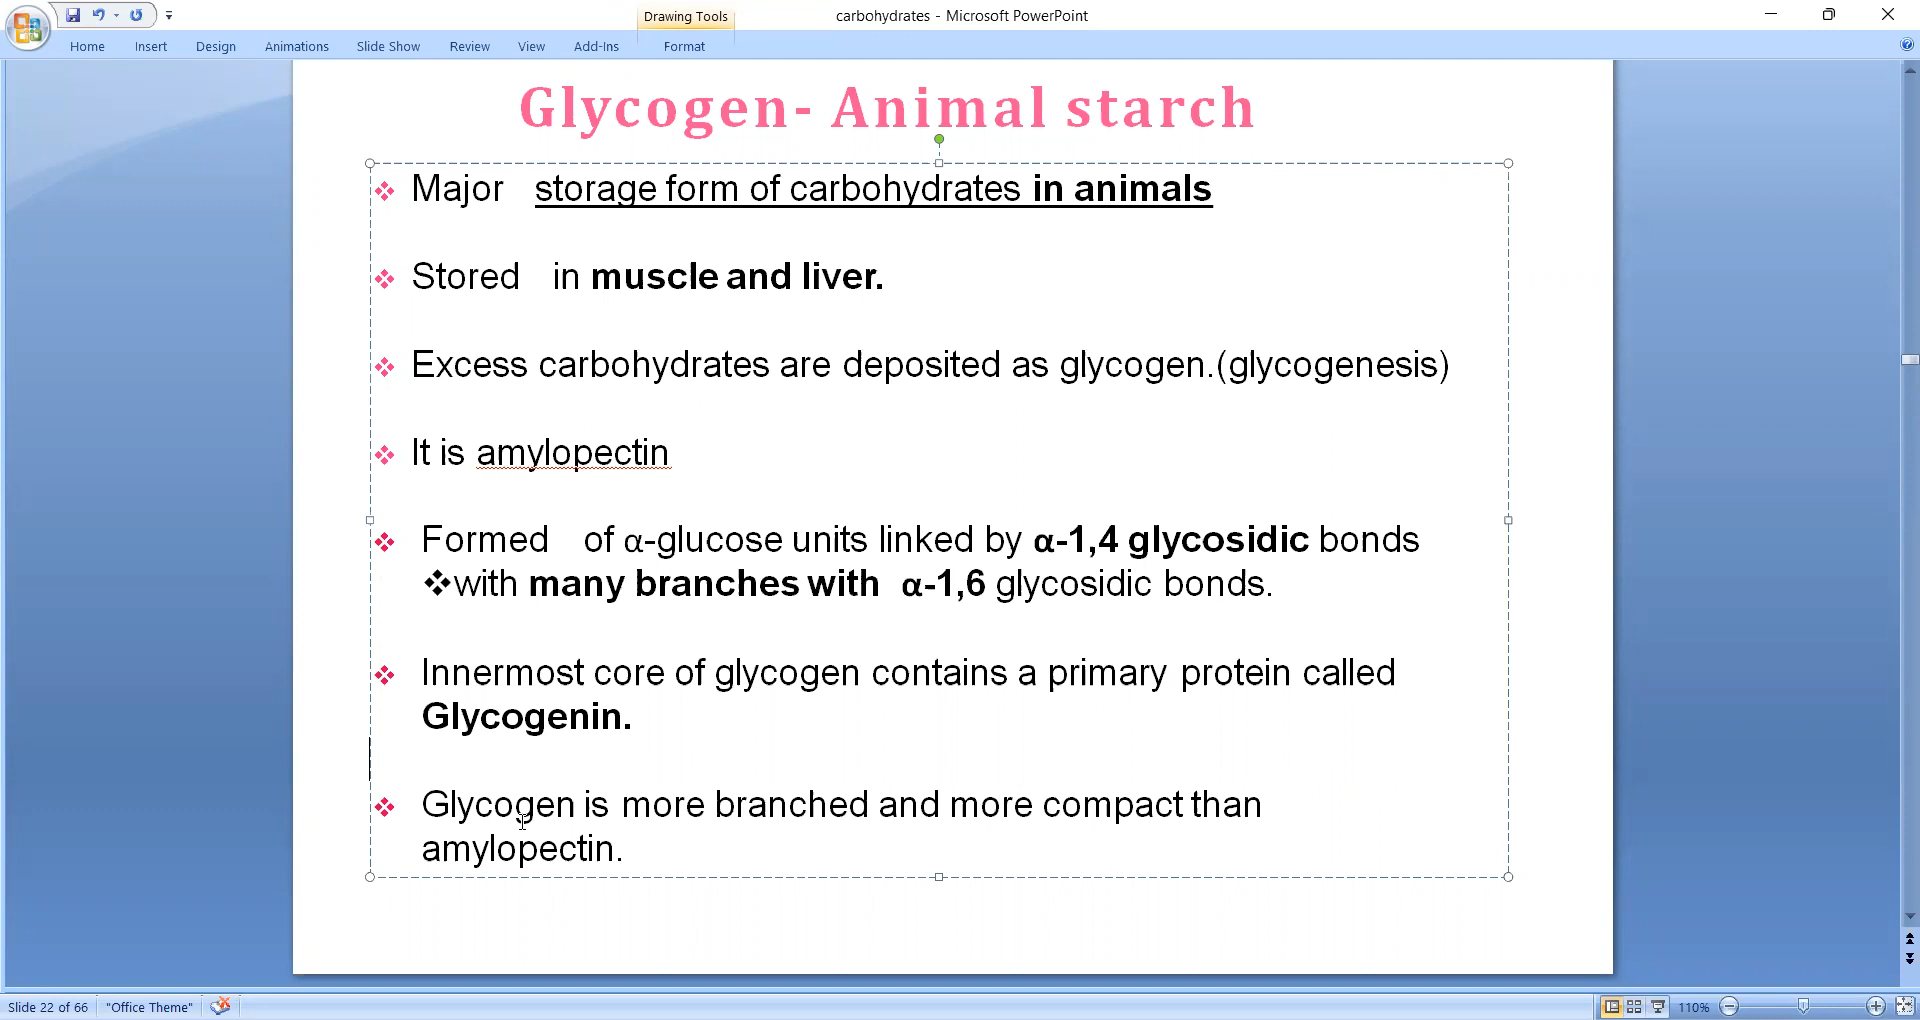 Drawing Tools
carbohydrates - Microsoft PowerPoint
Home Insert Design Animations Slide Show Review View Add-Ins Format
Glycogen- Animal starch
❖ Major storage form of carbohydrates in animals
❖ Stored in muscle and liver.
❖ Excess carbohydrates are deposited as glycogen.(glycogenesis)
❖ It is amylopectin
❖ Formed of α-glucose units linked by α-1,4 glycosidic bonds
❖with many branches with α-1,6 glycosidic bonds.
❖ Innermost core of glycogen contains a primary protein called
Glycogenin.
❖ Glycogen is more branched and more compact than
amylopectin.
Slide 22 of 66 "Office Theme" 110%